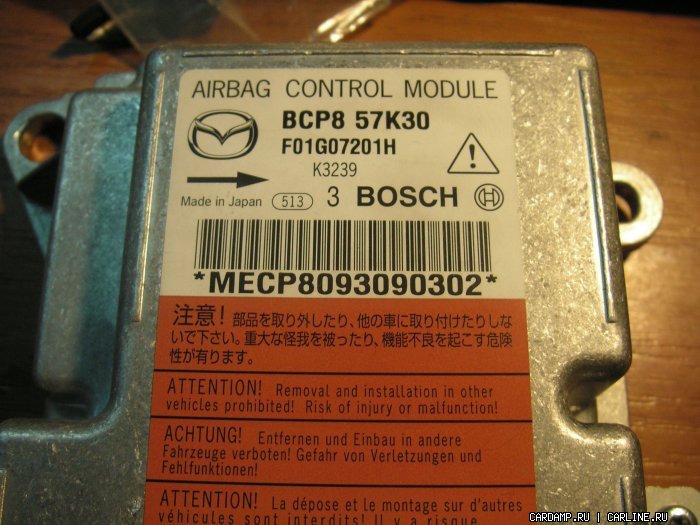 AIRBAG CONTROL MODULE
BCP8 57K30
F01G07201H
K3239
Made in Japan 513 3 BOSCH
*MECP8093090302*
注意! 部品を取り外したり、他の車に取り付けたりしな
いで下さい。重大な怪我を被ったり、機能不良を起こす危険
性が有ります。
ATTENTION! Removal and installation in other
vehicles prohibited! Risk of injury or malfunction!
ACHTUNG! Entfernen und Einbau in andere
Fahrzeuge verboten! Gefahr von Verletzungen und
Fehlfunktionen!
ATTENTION! La dépose et le montage sur d'autres
véhicules sont interdits! Il y a risque
CARDAMP.RU | CARLINE.RU